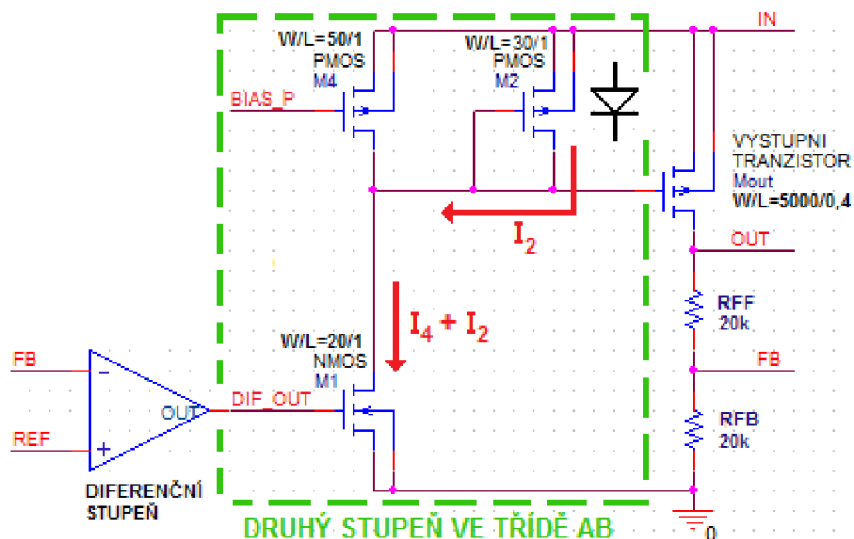 IN
W/L=50/1
PMOS
M4
W/L=30/1
PMOS
M2
BIAS_P
VYSTUPNI
TRANZISTOR
Mout
W/L=5000/0,4
I2
OUT
I4 + I2
RFF
20k
W/L=20/1
NMOS
M1
FB
FB
DIF_OUT
OUT
REF
RFB
20k
DIFERENČNÍ
STUPEŇ
DRUHÝ STUPEŇ VE TŘÍDĚ AB
0